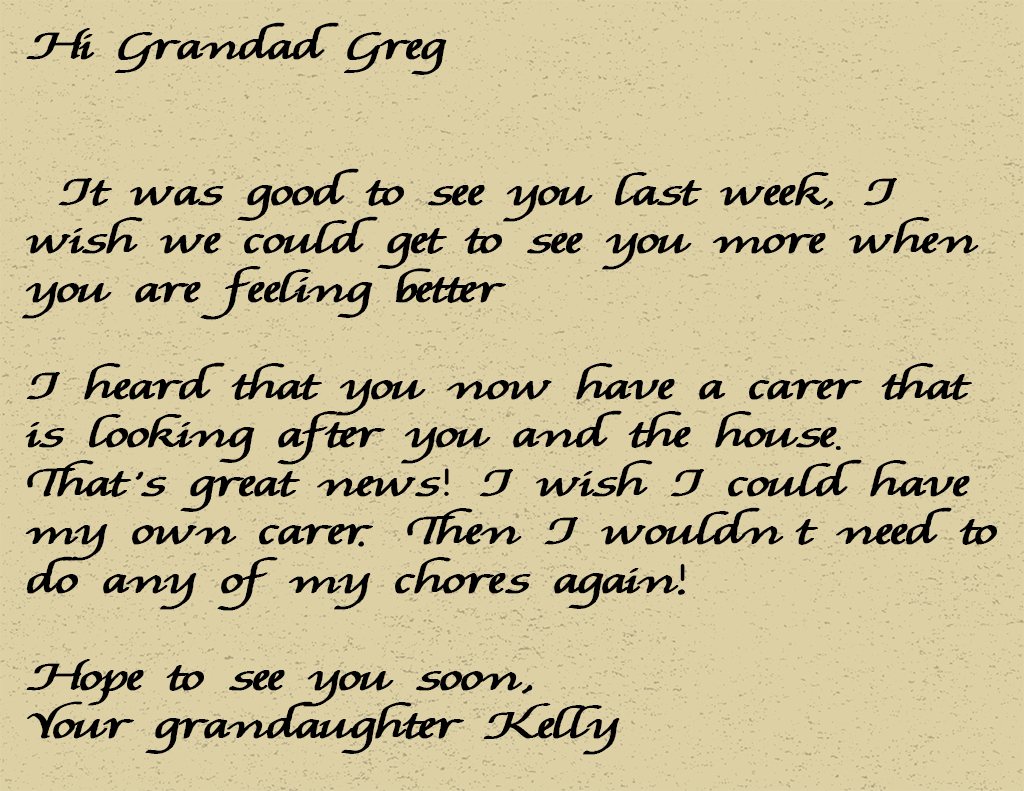 Hi Grandad Greg
It was good to see you last week, I
wish we could get to see you more when
you are feeling better
I heard that you now have a carer that
is looking after you and the house.
That's great news! I wish I could have
my own carer. Then I wouldn t need to
do any of my chores again!
Hope to see you soon,
Your grandaughter Kelly